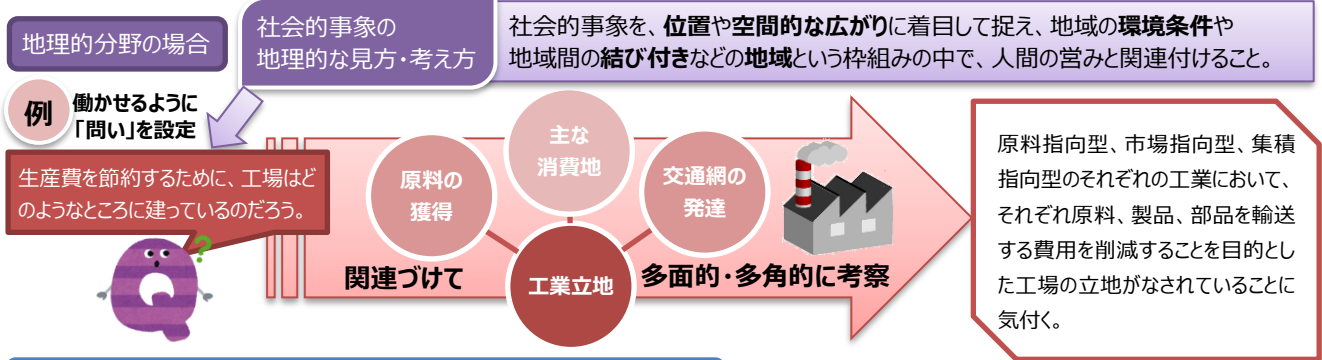 地理的分野の場合
社会的事象の
地理的な見方・考え方
社会的事象を、位置や空間的な広がりに着目して捉え、地域の環境条件や
地域間の結び付きなどの地域という枠組みの中で、人間の営みと関連付けること。
例
働かせるように
「問い」を設定
生産費を節約するために、工場はど
のようなところに建っているのだろう。
Q
?
原料の
獲得
主な
消費地
交通網の
発達
工業立地
関連づけて
多面的・多角的に考察
原料指向型、市場指向型、集積
指向型のそれぞれの工業において、
それぞれ原料、製品、部品を輸送
する費用を削減することを目的とし
た工場の立地がなされていることに
気付く。